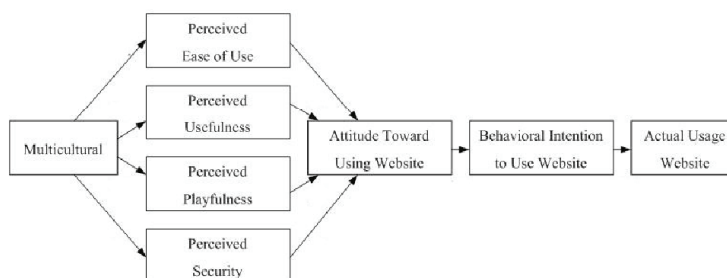 Perceived
Ease of Use
Perceived
Usefulness
Multicultural
Attitude Toward
Using Website
Behavioral Intention
to Use Website
Actual Usage
Website
Perceived
Playfulness
Perceived
Security